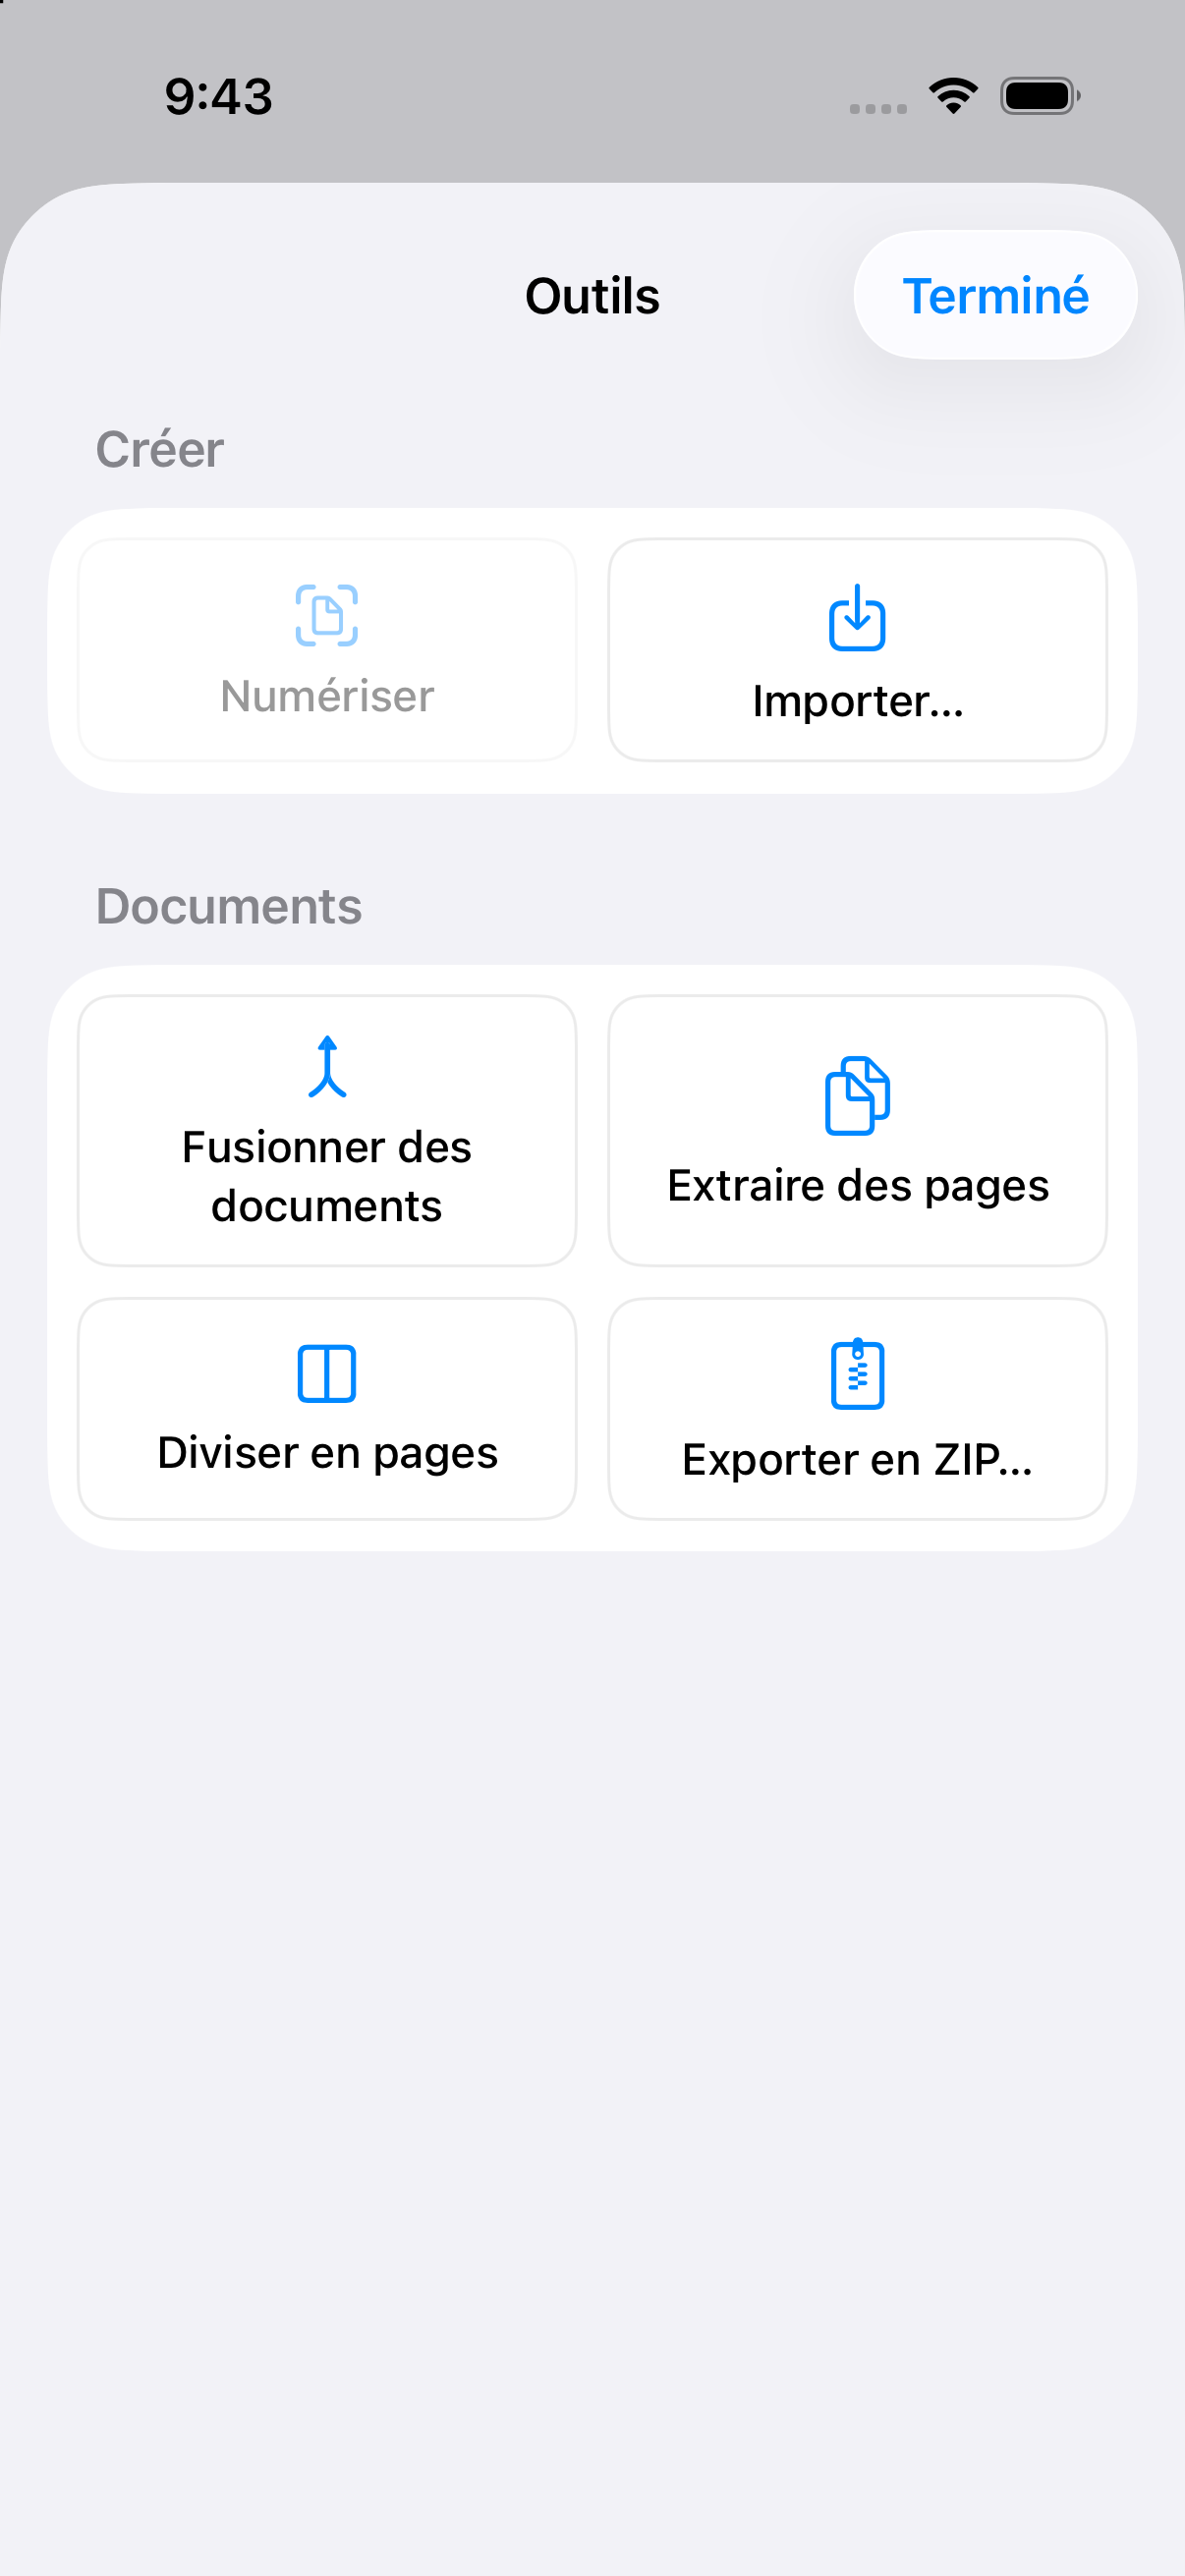 9:43
Outils
Terminé
Créer
Numériser
Importer...
Documents
Fusionner des
documents
Extraire des pages
Diviser en pages
Exporter en ZIP...